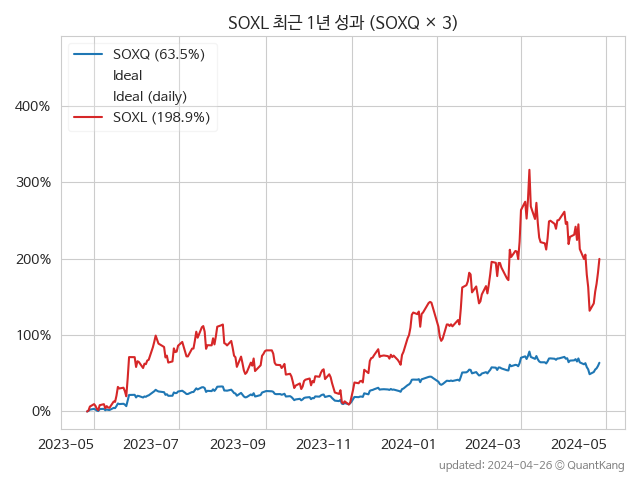 SOXL 최근 1년 성과 (SOXQ × 3)
SOXQ (63.5%)
Ideal
Ideal (daily)
SOXL (198.9%)
400%
300%
200%
100%
0%
2023-05 2023-07 2023-09 2023-11 2024-01 2024-03 2024-05
updated: 2024-04-26 © QuantKang